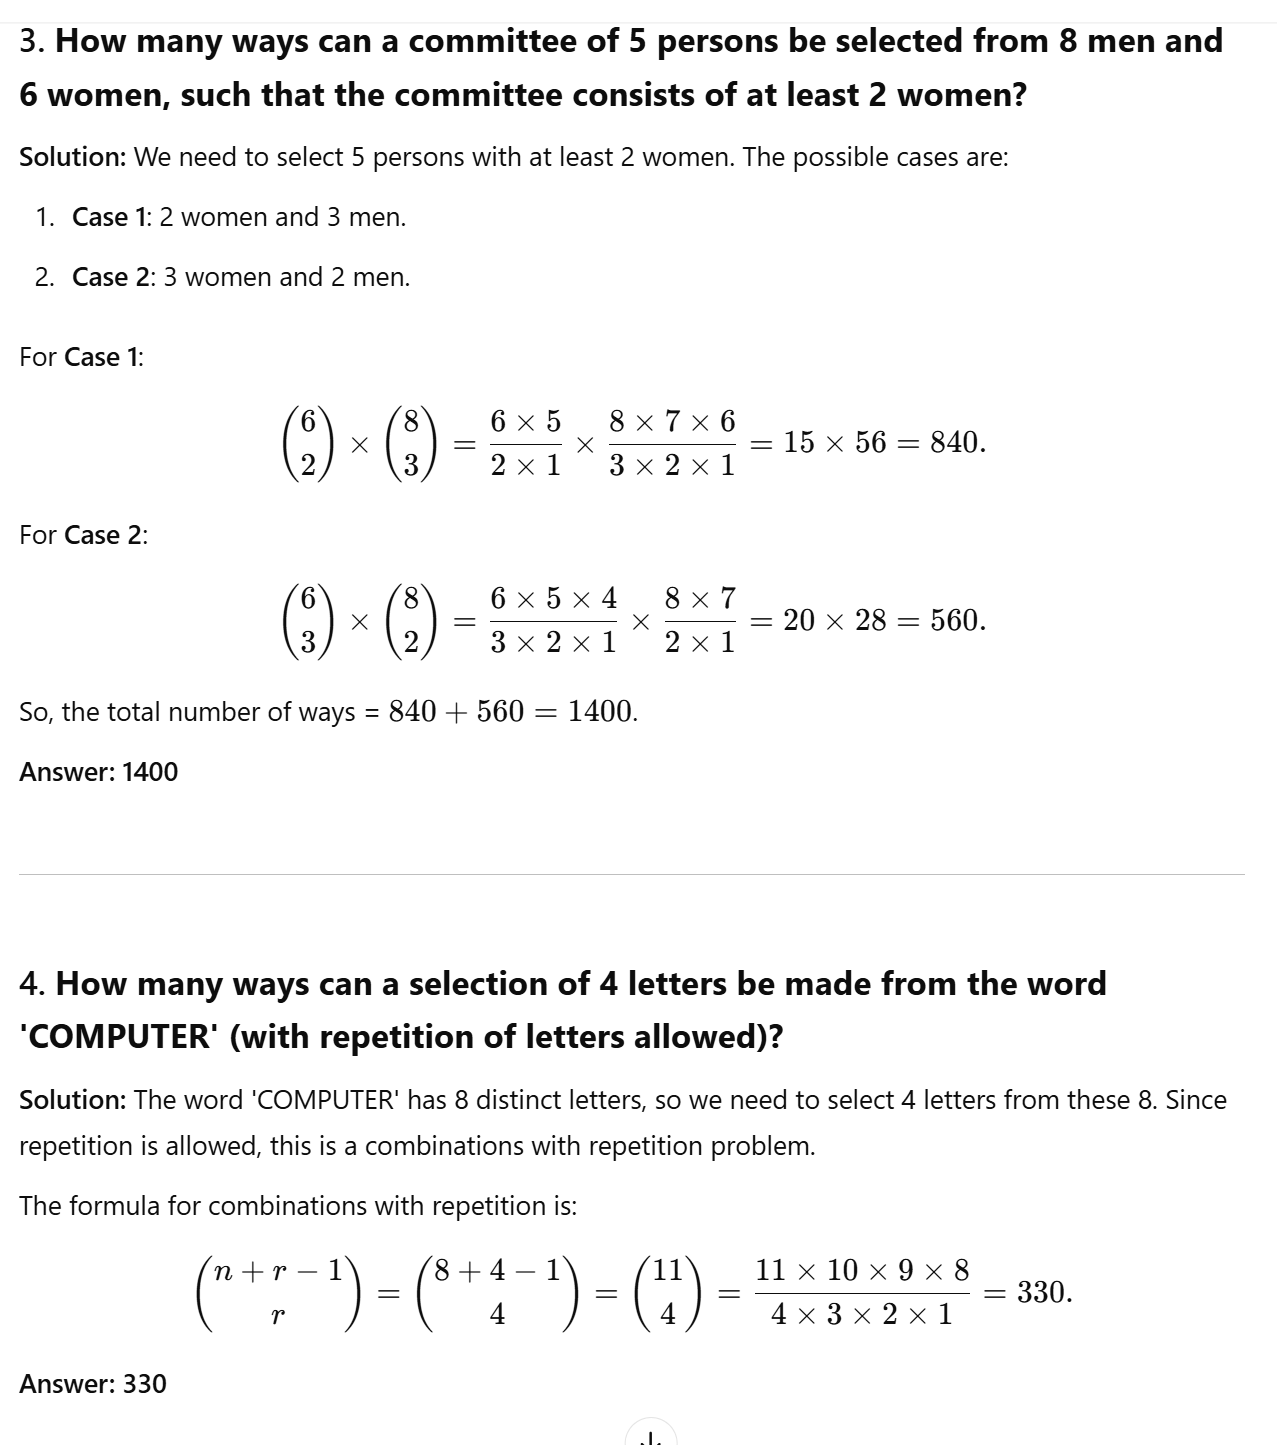 3. How many ways can a committee of 5 persons be selected from 8 men and
6 women, such that the committee consists of at least 2 women?
Solution: We need to select 5 persons with at least 2 women. The possible cases are:
1. Case 1: 2 women and 3 men.
2. Case 2: 3 women and 2 men.
For Case 1:
(6 2) × (8 3) = 6 × 5 / 2 × 1 × 8 × 7 × 6 / 3 × 2 × 1 = 15 × 56 = 840.
For Case 2:
(6 3) × (8 2) = 6 × 5 × 4 / 3 × 2 × 1 × 8 × 7 / 2 × 1 = 20 × 28 = 560.
So, the total number of ways = 840 + 560 = 1400.
Answer: 1400
4. How many ways can a selection of 4 letters be made from the word
'COMPUTER' (with repetition of letters allowed)?
Solution: The word 'COMPUTER' has 8 distinct letters, so we need to select 4 letters from these 8. Since
repetition is allowed, this is a combinations with repetition problem.
The formula for combinations with repetition is:
(n + r − 1 r) = (8 + 4 − 1 4) = (11 4) = 11 × 10 × 9 × 8 / 4 × 3 × 2 × 1 = 330.
Answer: 330